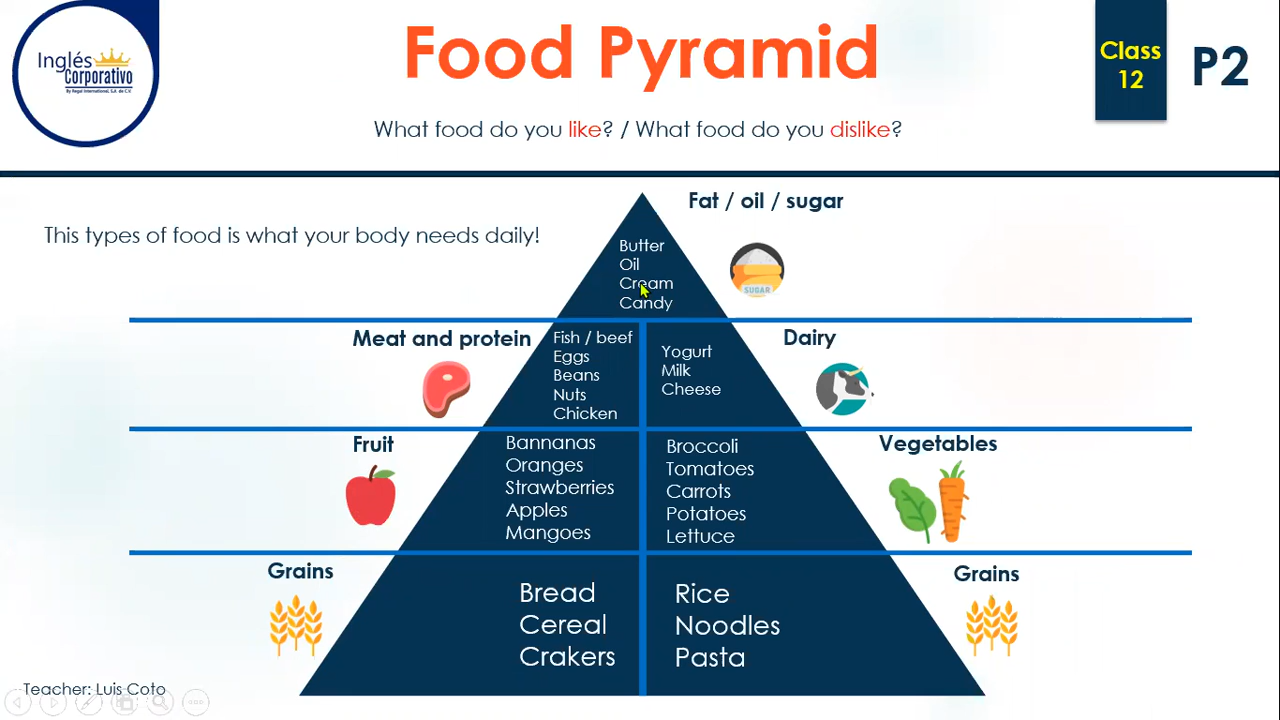 Inglés
Corporativo
By Regal International, S.A. de C.V.
Food Pyramid
Class
12
P2
What food do you like? / What food do you dislike?
This types of food is what your body needs daily!
Fat / oil / sugar
Butter
Oil
Cream
Candy
SUGAR
Meat and protein
Fish / beef
Eggs
Beans
Nuts
Chicken
Yogurt
Milk
Cheese
Dairy
Fruit
Bannanas
Oranges
Strawberries
Apples
Mangoes
Broccoli
Tomatoes
Carrots
Potatoes
Lettuce
Vegetables
Grains
Bread
Cereal
Crakers
Rice
Noodles
Pasta
Grains
Teacher: Luis Coto